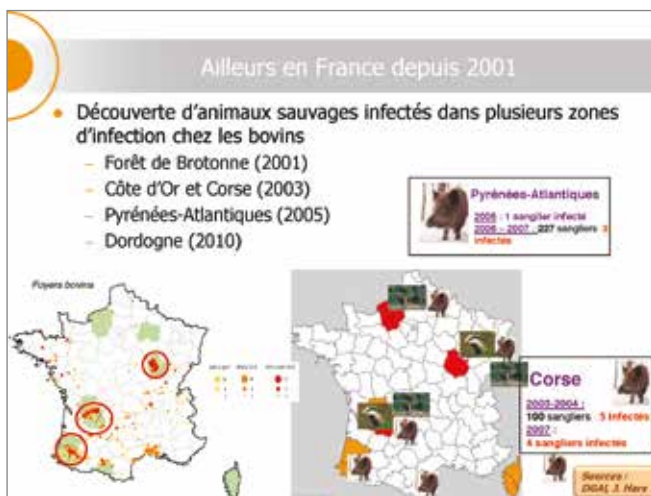 Ailleurs en France depuis 2001
Découverte d'animaux sauvages infectés dans plusieurs zones
d'infection chez les bovins
– Forêt de Brotonne (2001)
– Côte d'Or et Corse (2003)
– Pyrénées-Atlantiques (2005)
– Dordogne (2010)
Pyrénées-Atlantiques
2005 : 1 sanglier infecté
2006 – 2007 : 227 sangliers 3
infectés
Foyers bovins
Corse
2003-2004 :
100 sangliers
infectés
2007 :
4 sangliers infectés
Sources :
DGAl, J. Hars